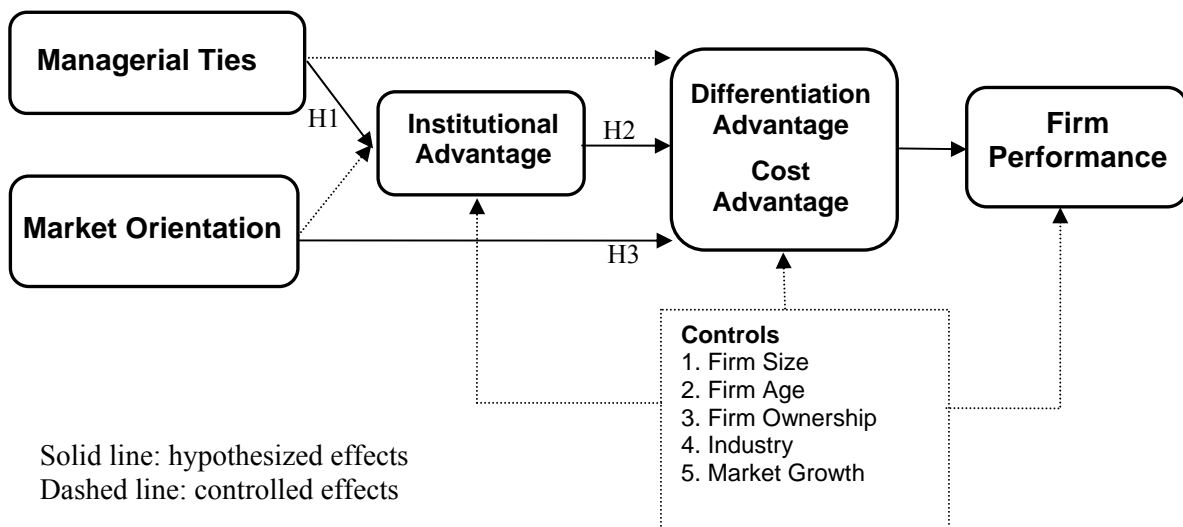 Managerial Ties
H1
Market Orientation
Institutional
Advantage
H2
H3
Differentiation
Advantage
Cost
Advantage
Firm
Performance
Controls
1. Firm Size
2. Firm Age
3. Firm Ownership
4. Industry
5. Market Growth
Solid line: hypothesized effects
Dashed line: controlled effects